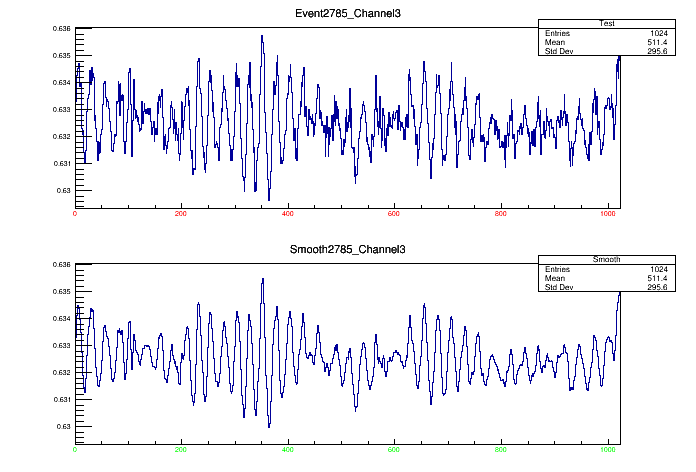 Event2785_Channel3
Test
Entries 1024
Mean 511.4
Std Dev 295.6
0.636
0.635
0.634
0.633
0.632
0.631
0.63
0 200 400 600 800 1000
Smooth2785_Channel3
Smooth
Entries 1024
Mean 511.4
Std Dev 295.6
0.636
0.635
0.634
0.633
0.632
0.631
0.63
0 200 400 600 800 1000